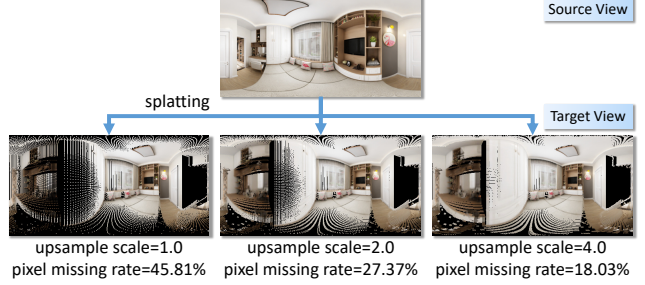 Source View
splatting
Target View
upsample scale=1.0
pixel missing rate=45.81%
upsample scale=2.0
pixel missing rate=27.37%
upsample scale=4.0
pixel missing rate=18.03%